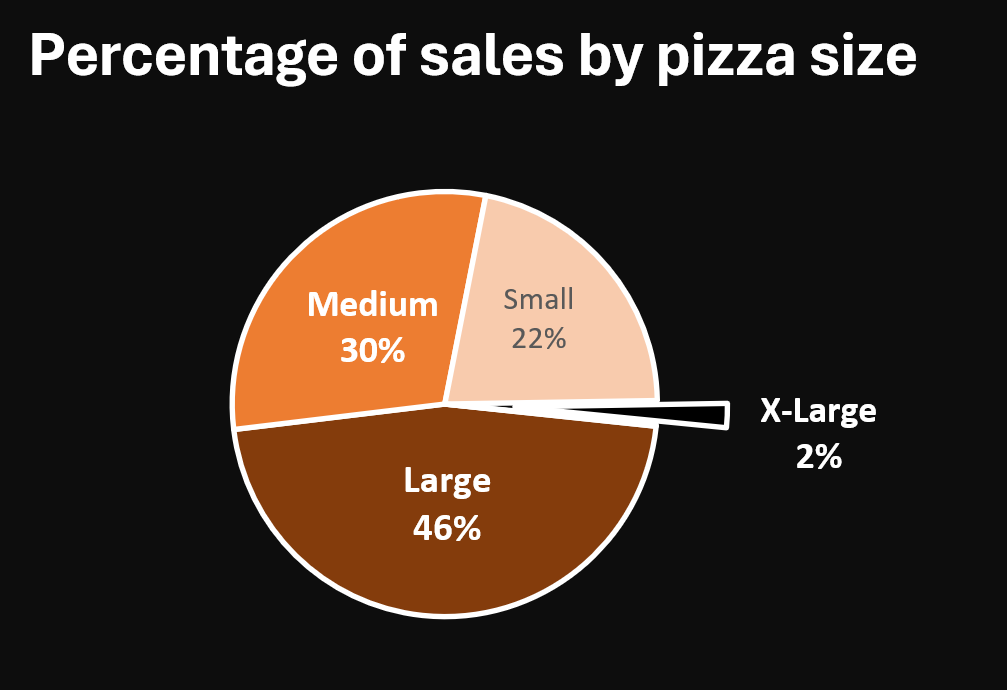 Percentage of sales by pizza size
Medium
30%
Small
22%
X-Large
2%
Large
46%